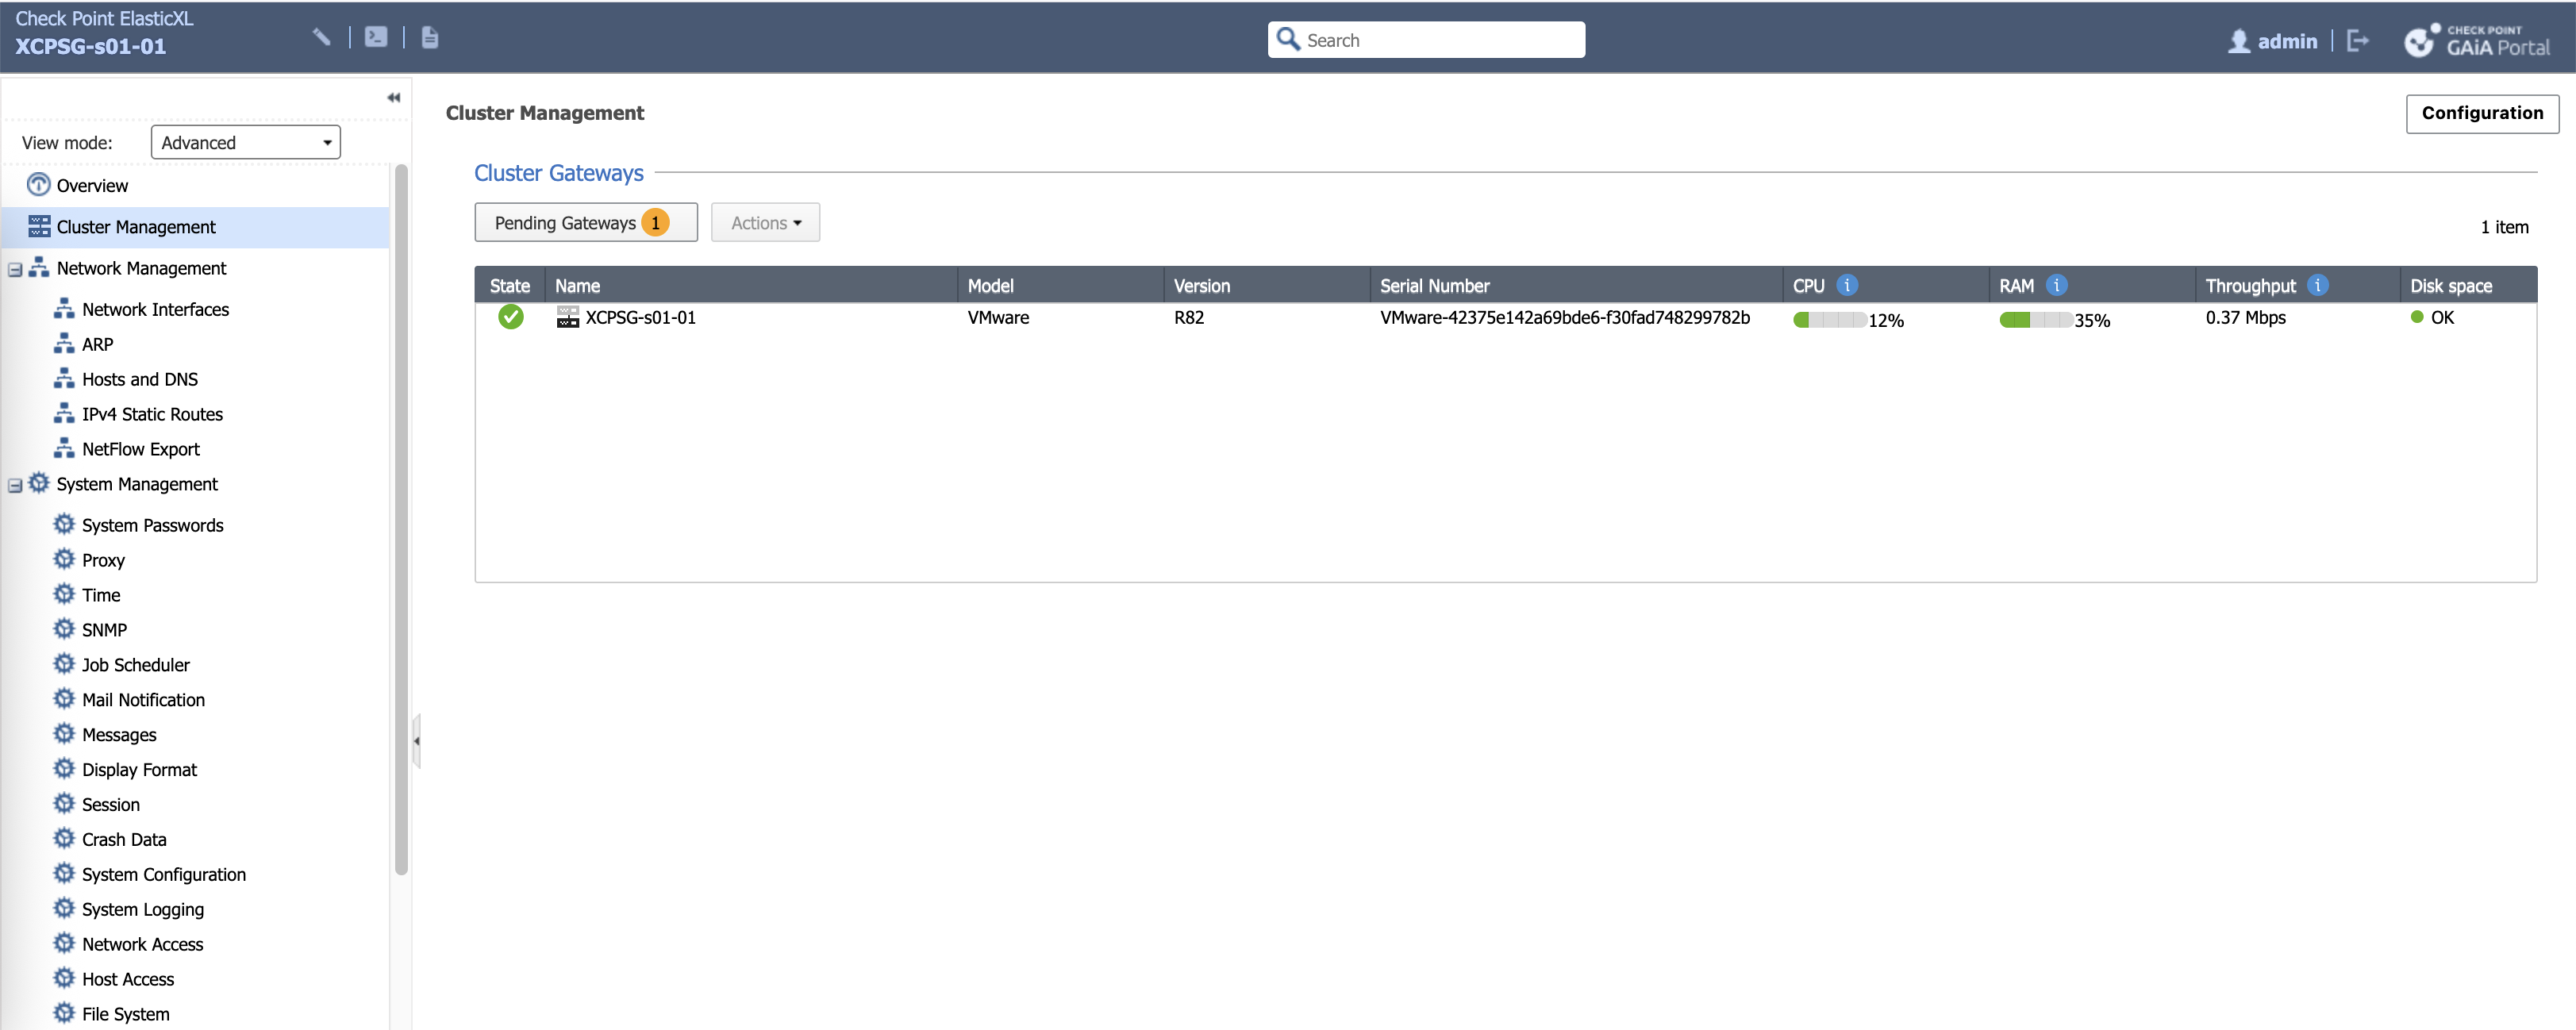 Check Point ElasticXL
XCPSG-s01-01
Search
admin
CHECK POINT
GAiA Portal
View mode:
Advanced
Overview
Cluster Management
Network Management
Network Interfaces
ARP
Hosts and DNS
IPv4 Static Routes
NetFlow Export
System Management
System Passwords
Proxy
Time
SNMP
Job Scheduler
Mail Notification
Messages
Display Format
Session
Crash Data
System Configuration
System Logging
Network Access
Host Access
File System
Cluster Management
Configuration
Cluster Gateways
Pending Gateways 1
Actions
1 item
State Name Model Version Serial Number CPU i RAM i Throughput i Disk space
XCPSG-s01-01 VMware R82 VMware-42375e142a69bde6-f30fad748299782b 12% 35% 0.37 Mbps OK